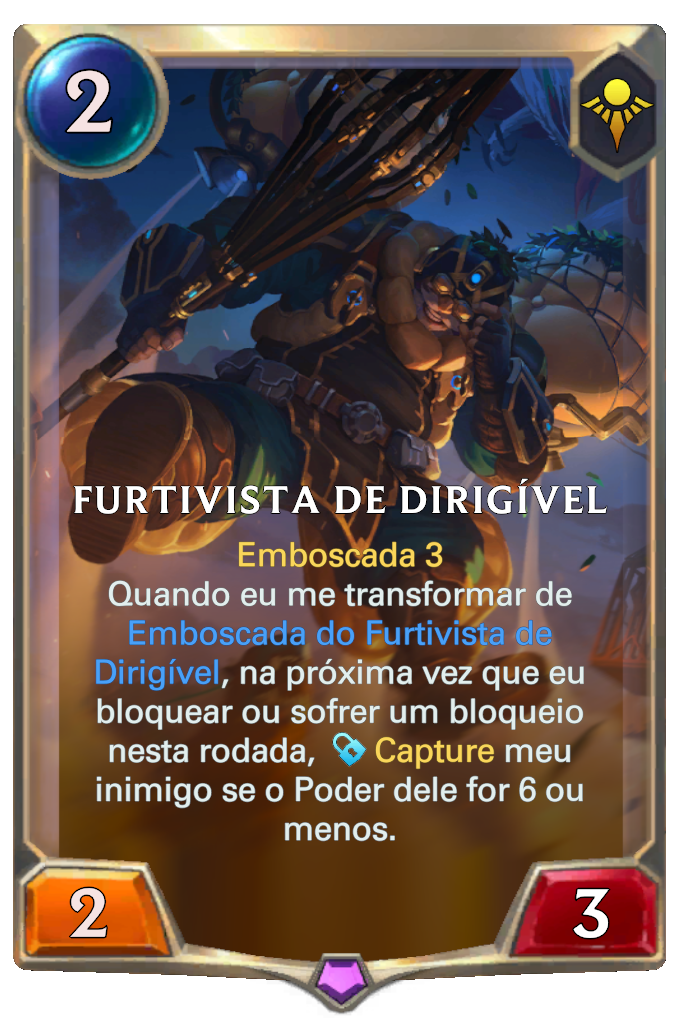 2
FURTIVISTA DE DIRIGÍVEL
Emboscada 3
Quando eu me transformar de
Emboscada do Furtivista de
Dirigível, na próxima vez que eu
bloquear ou sofrer um bloqueio
nesta rodada, Capture meu
inimigo se o Poder dele for 6 ou
menos.
2
3